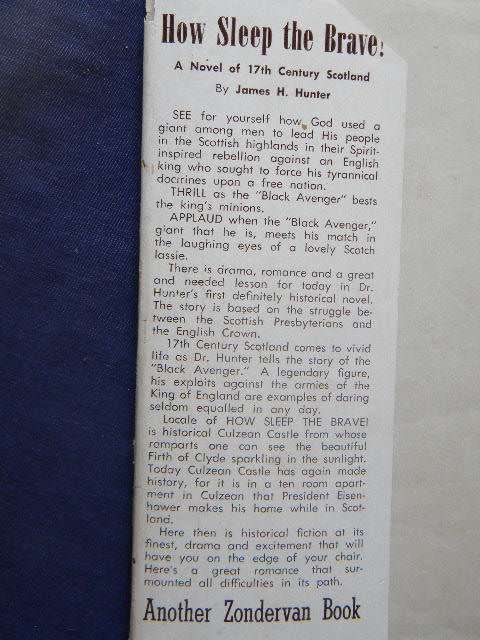 How Sleep the Brave!
A Novel of 17th Century Scotland
By James H. Hunter
SEE for yourself how God used a
giant among men to lead His people
in the Scottish highlands in their Spirit-
inspired rebellion against an English
king who sought to force his tyrannical
doctrines upon a free nation.
THRILL as the "Black Avenger" bests
the king's minions.
APPLAUD when the "Black Avenger,"
giant that he is, meets his match in
the laughing eyes of a lovely Scotch
lassie.
There is drama, romance and a great
and needed lesson for today in Dr.
Hunter's first definitely historical novel.
The story is based on the struggle be-
tween the Scottish Presbyterians and
the English Crown.
17th Century Scotland comes to vivid
life as Dr. Hunter tells the story of the
"Black Avenger." A legendary figure,
his exploits against the armies of the
King of England are examples of daring
seldom equalled in any day.
Locale of HOW SLEEP THE BRAVE!
is historical Culzean Castle from whose
ramparts one can see the beautiful
Firth of Clyde sparkling in the sunlight.
Today Culzean Castle has again made
history, for it is in a ten room apart-
ment in Culzean that President Eisen-
hower makes his home while in Scot-
land.
Here then is historical fiction at its
finest, drama and excitement that will
have you on the edge of your chair.
Here's a great romance that sur-
mounted all difficulties in its path.
Another Zondervan Book